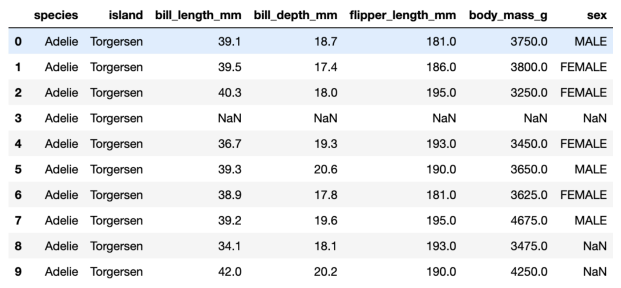 species island bill_length_mm bill_depth_mm flipper_length_mm body_mass_g sex
0 Adelie Torgersen 39.1 18.7 181.0 3750.0 MALE
1 Adelie Torgersen 39.5 17.4 186.0 3800.0 FEMALE
2 Adelie Torgersen 40.3 18.0 195.0 3250.0 FEMALE
3 Adelie Torgersen NaN NaN NaN NaN NaN
4 Adelie Torgersen 36.7 19.3 193.0 3450.0 FEMALE
5 Adelie Torgersen 39.3 20.6 190.0 3650.0 MALE
6 Adelie Torgersen 38.9 17.8 181.0 3625.0 FEMALE
7 Adelie Torgersen 39.2 19.6 195.0 4675.0 MALE
8 Adelie Torgersen 34.1 18.1 193.0 3475.0 NaN
9 Adelie Torgersen 42.0 20.2 190.0 4250.0 NaN